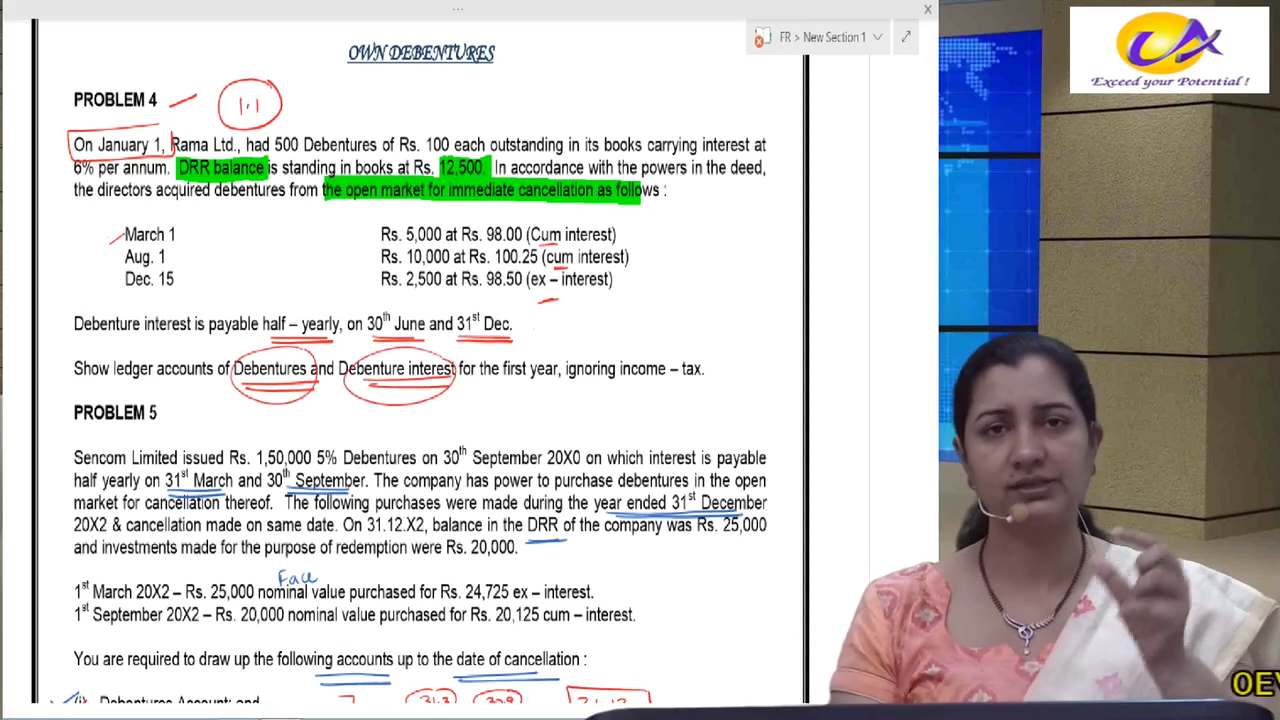 OWN DEBENTURES
FR > New Section 1
Exceed your Potential !
PROBLEM 4
1.1
On January 1, Rama Ltd., had 500 Debentures of Rs. 100 each outstanding in its books carrying interest at
6% per annum. DRR balance is standing in books at Rs. 12,500. In accordance with the powers in the deed,
the directors acquired debentures from the open market for immediate cancellation as follows :
March 1 Rs. 5,000 at Rs. 98.00 (Cum interest)
Aug. 1 Rs. 10,000 at Rs. 100.25 (cum interest)
Dec. 15 Rs. 2,500 at Rs. 98.50 (ex – interest)
Debenture interest is payable half – yearly, on 30th June and 31st Dec.
Show ledger accounts of Debentures and Debenture interest for the first year, ignoring income – tax.
PROBLEM 5
Sencom Limited issued Rs. 1,50,000 5% Debentures on 30th September 20X0 on which interest is payable
half yearly on 31st March and 30th September. The company has power to purchase debentures in the open
market for cancellation thereof. The following purchases were made during the year ended 31st December
20X2 & cancellation made on same date. On 31.12.X2, balance in the DRR of the company was Rs. 25,000
and investments made for the purpose of redemption were Rs. 20,000.
Face
1st March 20X2 – Rs. 25,000 nominal value purchased for Rs. 24,725 ex – interest.
1st September 20X2 – Rs. 20,000 nominal value purchased for Rs. 20,125 cum – interest.
You are required to draw up the following accounts up to the date of cancellation :
Debentures Account; and